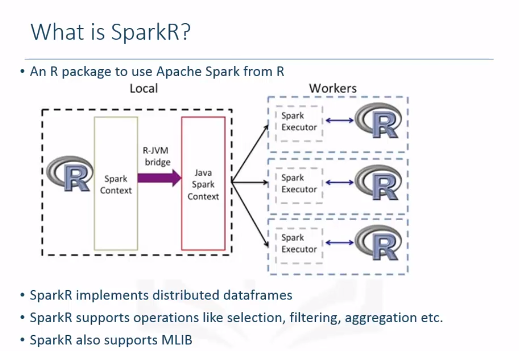 What is SparkR?
• An R package to use Apache Spark from R
Local
Workers
R
Spark
Context
R-JVM
bridge
Java
Spark
Context
Spark
Executor
R
Spark
Executor
R
Spark
Executor
R
• SparkR implements distributed dataframes
• SparkR supports operations like selection, filtering, aggregation etc.
• SparkR also supports MLIB